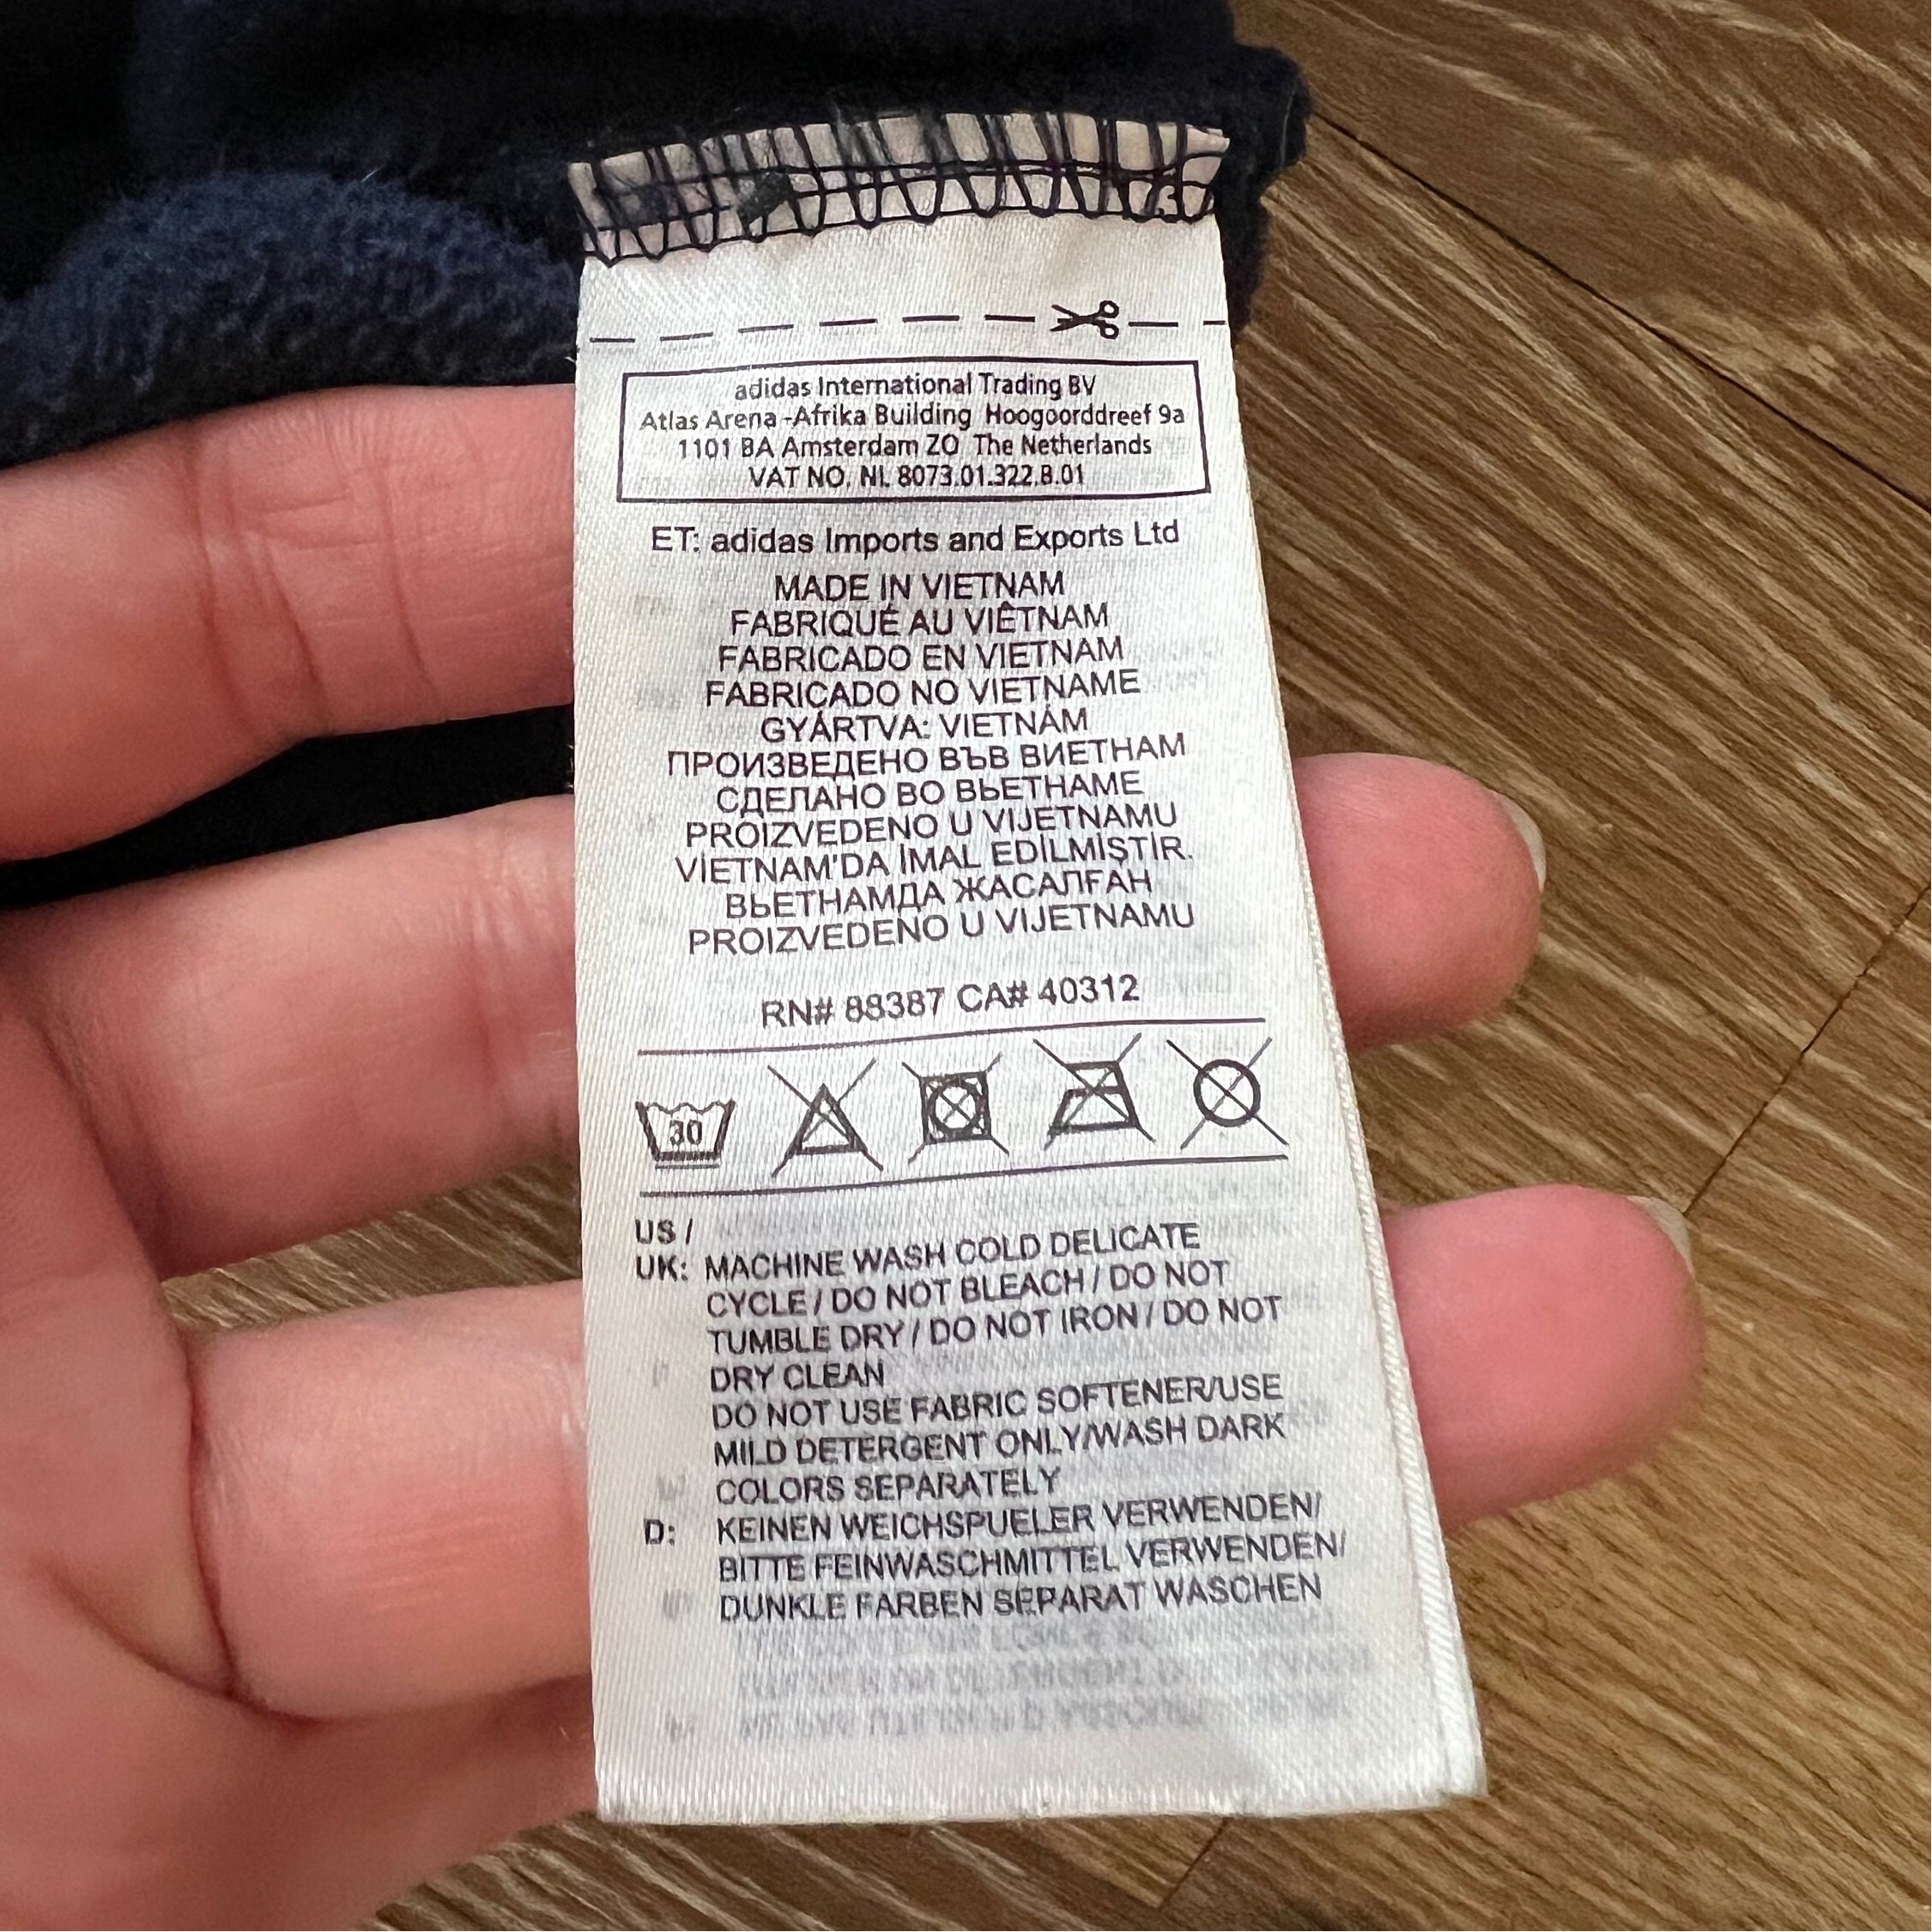 adidas International Trading BV
Atlas Arena -Afrika Building Hoogoorddreef 9a
1101 BA Amsterdam ZO The Netherlands
VAT NO. NL 8073.01.322.B.01
ET: adidas Imports and Exports Ltd
MADE IN VIETNAM
FABRIQUÉ AU VIÊTNAM
FABRICADO EN VIETNAM
FABRICADO NO VIETNAME
GYÁRTVA: VIETNÁM
ПРОИЗВЕДЕНО ВЪВ ВИЕТНАМ
СДЕЛАНО ВО ВЬЕТНАМЕ
PROIZVEDENO U VIJETNAMU
VİETNAM'DA İMAL EDİLMİŞTİR.
ВЬЕТНАМДА ЖАСАЛҒАН
PROIZVEDENO U VIJETNAMU
RN# 88387 CA# 40312
30
US /
UK: MACHINE WASH COLD DELICATE
CYCLE / DO NOT BLEACH / DO NOT
TUMBLE DRY / DO NOT IRON / DO NOT
DRY CLEAN
DO NOT USE FABRIC SOFTENER/USE
MILD DETERGENT ONLY/WASH DARK
COLORS SEPARATELY
D: KEINEN WEICHSPUELER VERWENDEN/
BITTE FEINWASCHMITTEL VERWENDEN/
DUNKLE FARBEN SEPARAT WASCHEN